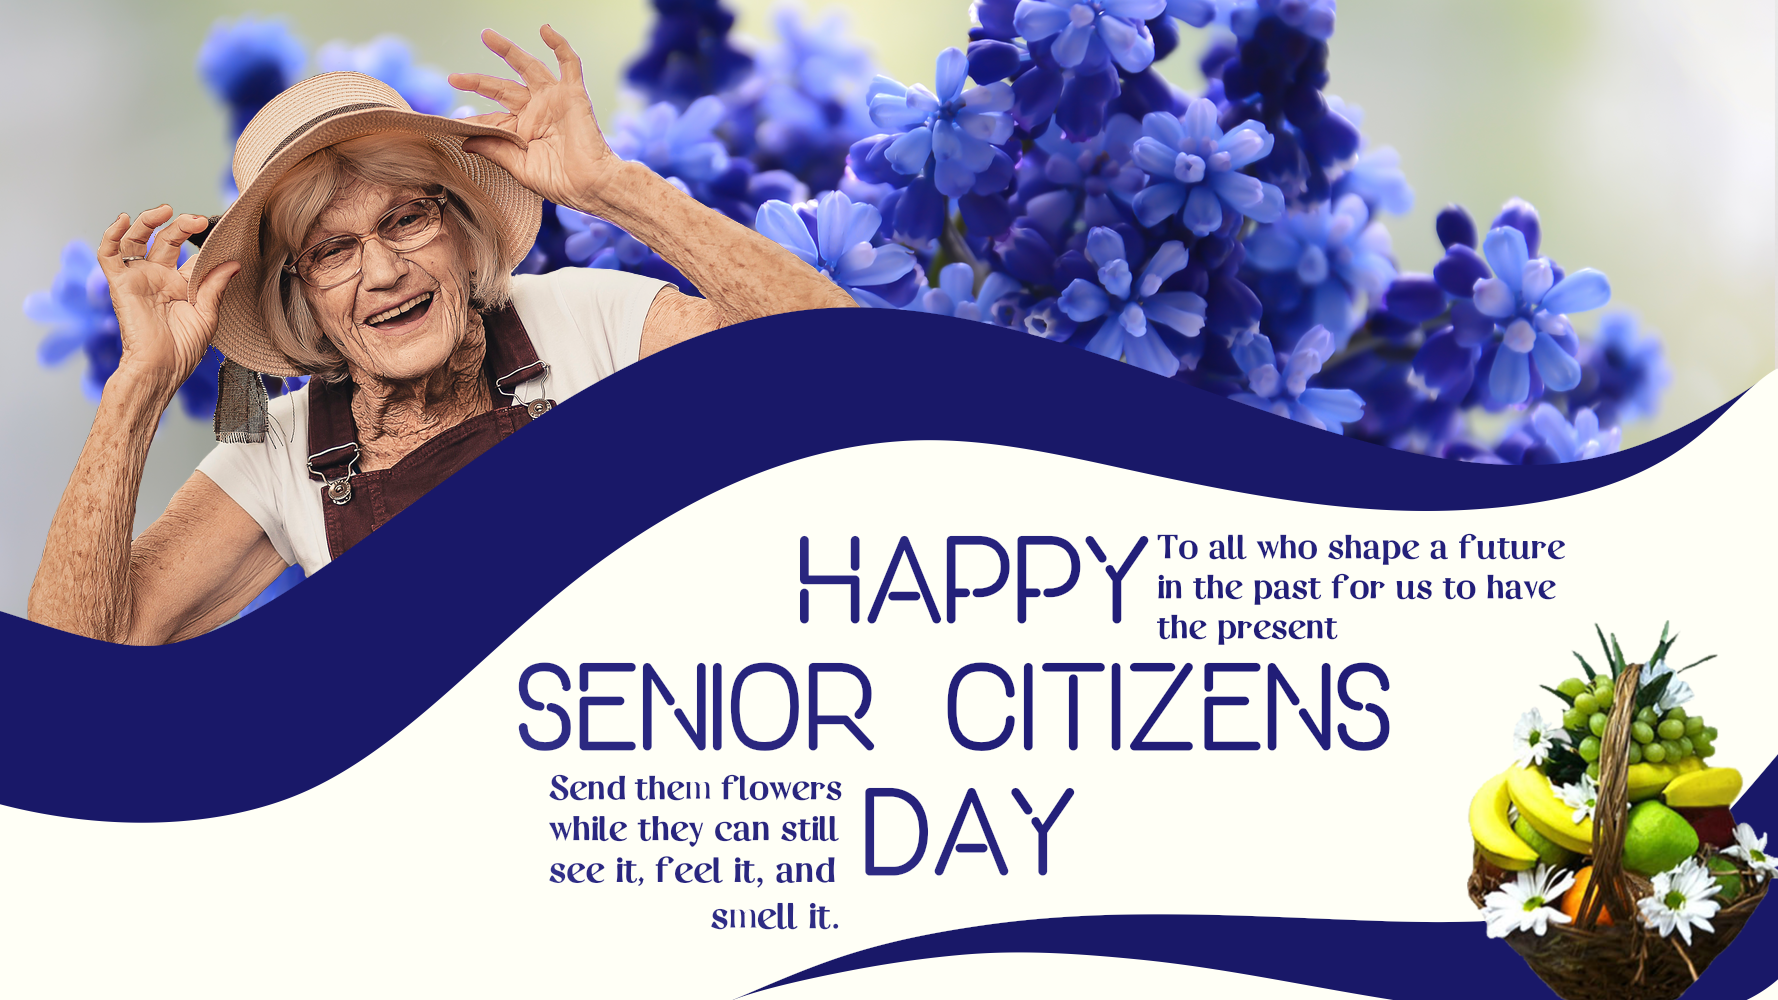 HAPPY
To all who shape a future
in the past for us to have
the present
SENIOR CITIZENS
DAY
Send them flowers
while they can still
see it, feel it, and
smell it.